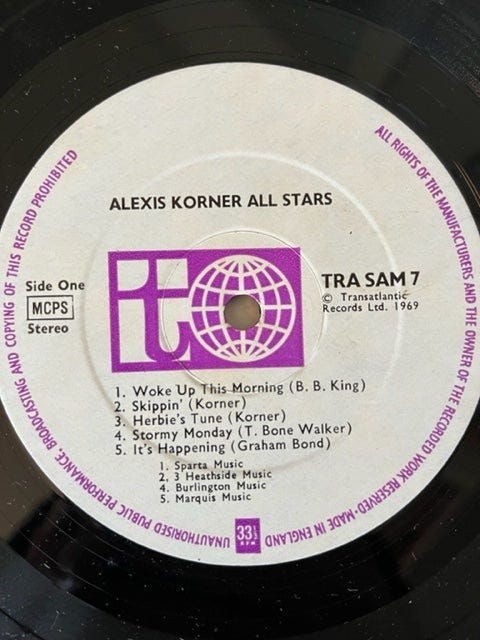 ALL RIGHTS OF THE MANUFACTURERS AND THE OWNER OF THE RECORDED WORK RESERVED-MADE IN ENGLAND
UNAUTHORISED PUBLIC PERFORMANCE, BROADCASTING AND COPYING OF THIS RECORD PROHIBITED
ALEXIS KORNER ALL STARS
it
Side One
MCPS
Stereo
TRA SAM 7
© Transatlantic
Records Ltd. 1969
1. Woke Up This Morning (B. B. King)
2. Skippin' (Korner)
3. Herbie's Tune (Korner)
4. Stormy Monday (T. Bone Walker)
5. It's Happening (Graham Bond)
1. Sparta Music
2. 3 Heathside Music
4. Burlington Music
5. Marquis Music
33⅓
RPM